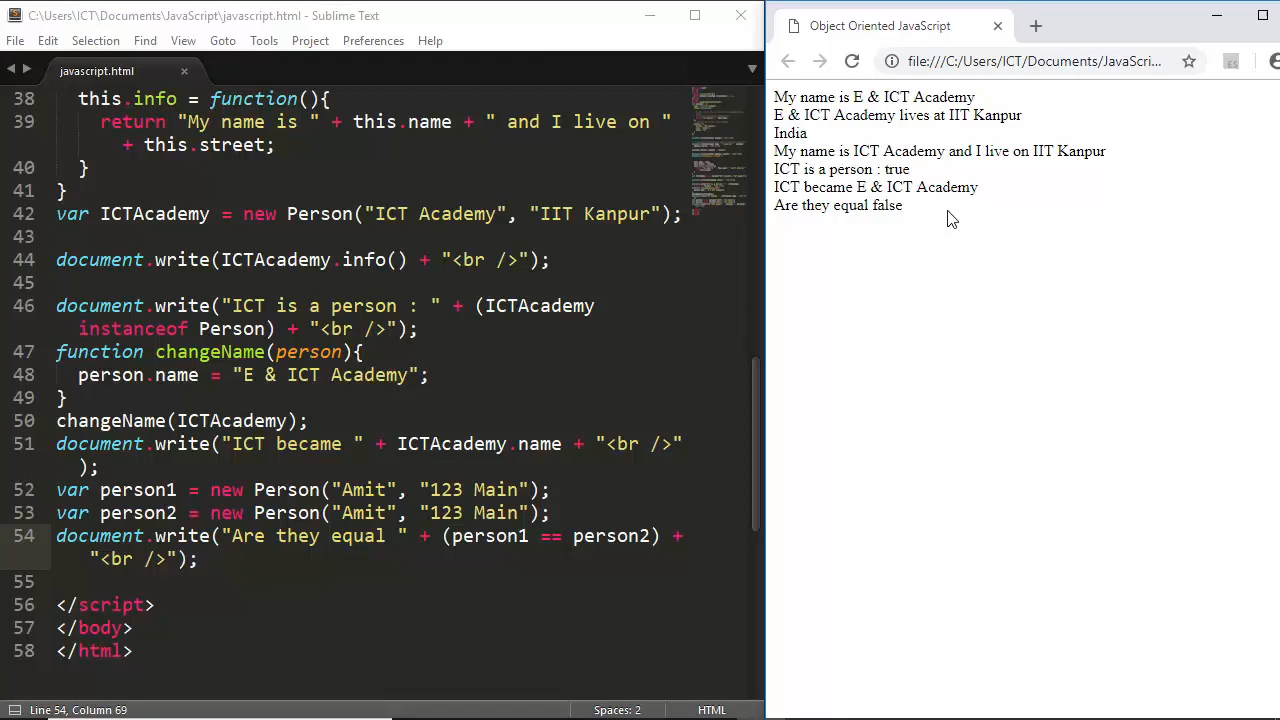 C:\Users\ICT\Documents\JavaScript\javascript.html - Sublime Text
File Edit Selection Find View Goto Tools Project Preferences Help
javascript.html
38 this.info = function(){
39 return "My name is " + this.name + " and I live on "
+ this.street;
40 }
41 }
42 var ICTAcademy = new Person("ICT Academy", "IIT Kanpur");
43
44 document.write(ICTAcademy.info() + "<br />");
45
46 document.write("ICT is a person : " + (ICTAcademy
instanceof Person) + "<br />");
47 function changeName(person){
48 person.name = "E & ICT Academy";
49 }
50 changeName(ICTAcademy);
51 document.write("ICT became " + ICTAcademy.name + "<br />"
);
52 var person1 = new Person("Amit", "123 Main");
53 var person2 = new Person("Amit", "123 Main");
54 document.write("Are they equal " + (person1 == person2) +
"<br />");
55
56 </script>
57 </body>
58 </html>
Line 54, Column 69 Spaces: 2 HTML
Object Oriented JavaScript
file:///C:/Users/ICT/Documents/JavaScri...
My name is E & ICT Academy
E & ICT Academy lives at IIT Kanpur
India
My name is ICT Academy and I live on IIT Kanpur
ICT is a person : true
ICT became E & ICT Academy
Are they equal false